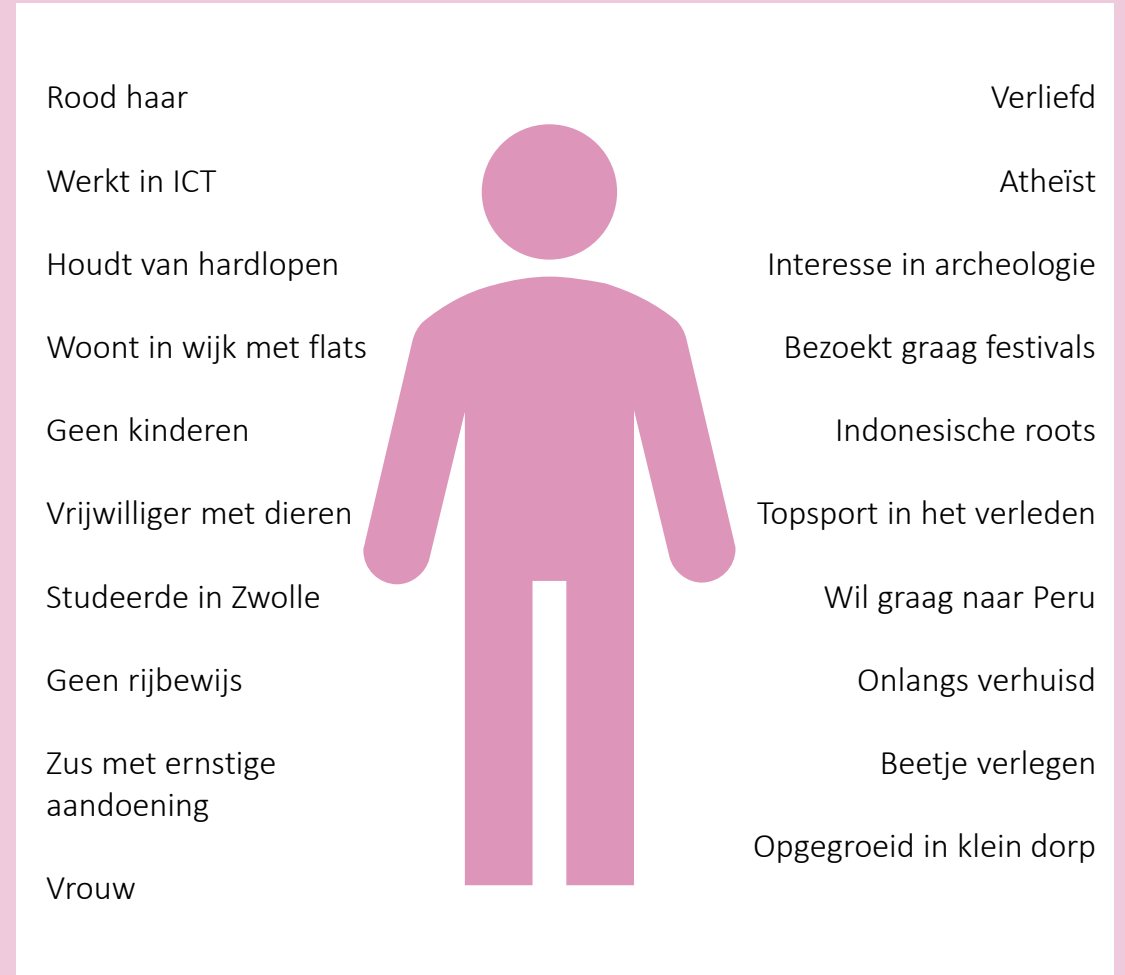 Rood haar
Werkt in ICT
Houdt van hardlopen
Woont in wijk met flats
Geen kinderen
Vrijwilliger met dieren
Studeerde in Zwolle
Geen rijbewijs
Zus met ernstige
aandoening
Vrouw
Verliefd
Atheïst
Interesse in archeologie
Bezoekt graag festivals
Indonesische roots
Topsport in het verleden
Wil graag naar Peru
Onlangs verhuisd
Beetje verlegen
Opgegroeid in klein dorp